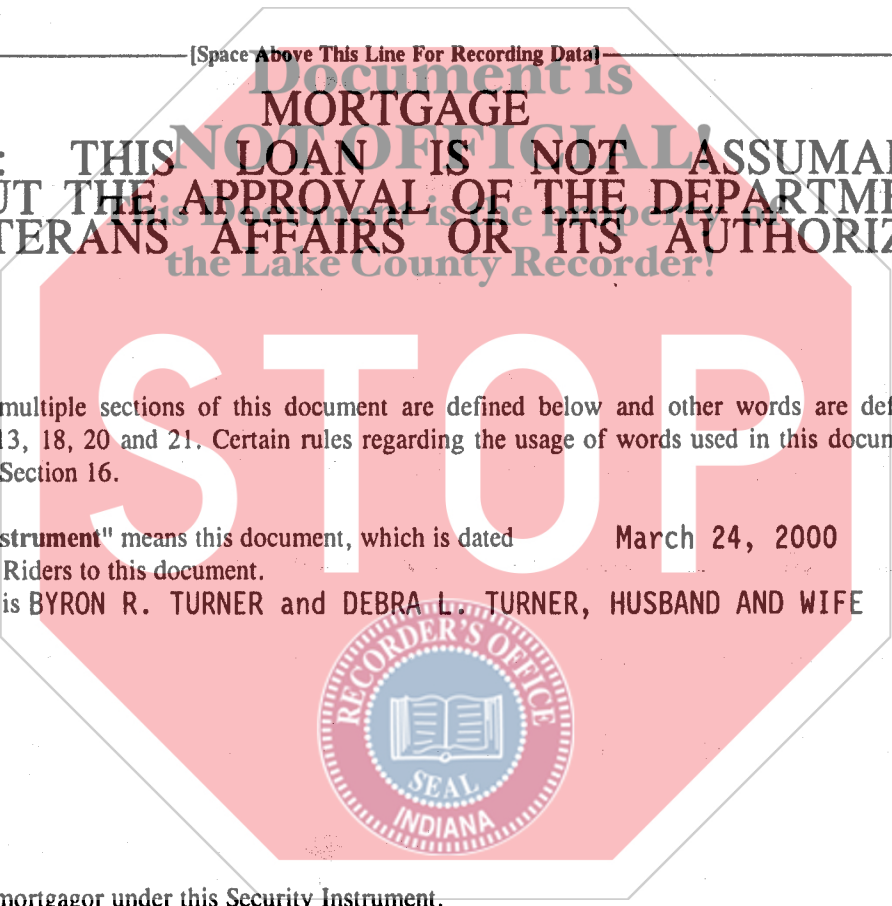 [Space Above This Line For Recording Data]
Document is
MORTGAGE
NOT OFFICIAL!
: THIS LOAN IS NOT ASSUMA
UT THE APPROVAL OF THE DEPARTME
This Document is the property of
TERANS AFFAIRS OR ITS AUTHORIZ
the Lake County Recorder!
STOP
multiple sections of this document are defined below and other words are def
13, 18, 20 and 21. Certain rules regarding the usage of words used in this docum
Section 16.
strument" means this document, which is dated March 24, 2000
Riders to this document.
is BYRON R. TURNER and DEBRA L. TURNER, HUSBAND AND WIFE
RECORDER'S OFFICE
SEAL
INDIANA
mortgagor under this Security Instrument.